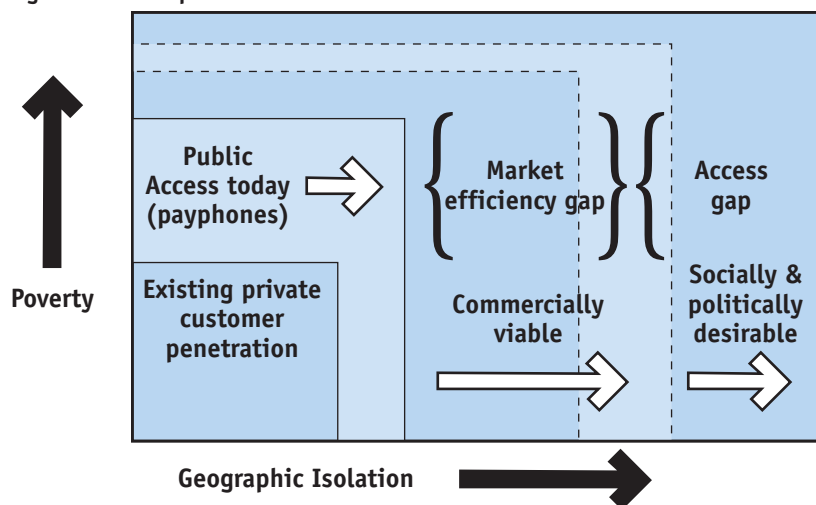 Public
Access today
(payphones)
Market
efficiency gap
Access
gap
Poverty
Existing private
customer
penetration
Commercially
viable
Socially &
politically
desirable
Geographic Isolation